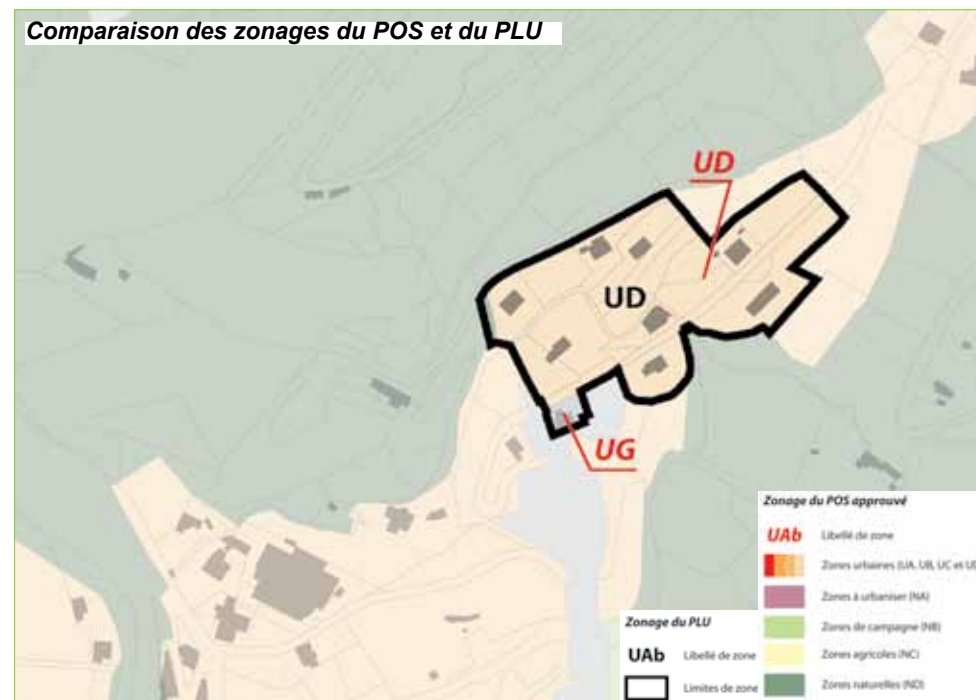 Comparaison des zonages du POS et du PLU
UD
UD
UG
Zonage du POS approuvé
UAb Libellé de zone
Zones urbaines (UA, UB, UC et UD
Zones à urbaniser (NA)
Zones de campagne (NB)
Zones agricoles (NC)
Zones naturelles (ND)
Zonage du PLU
UAb Libellé de zone
Limites de zone